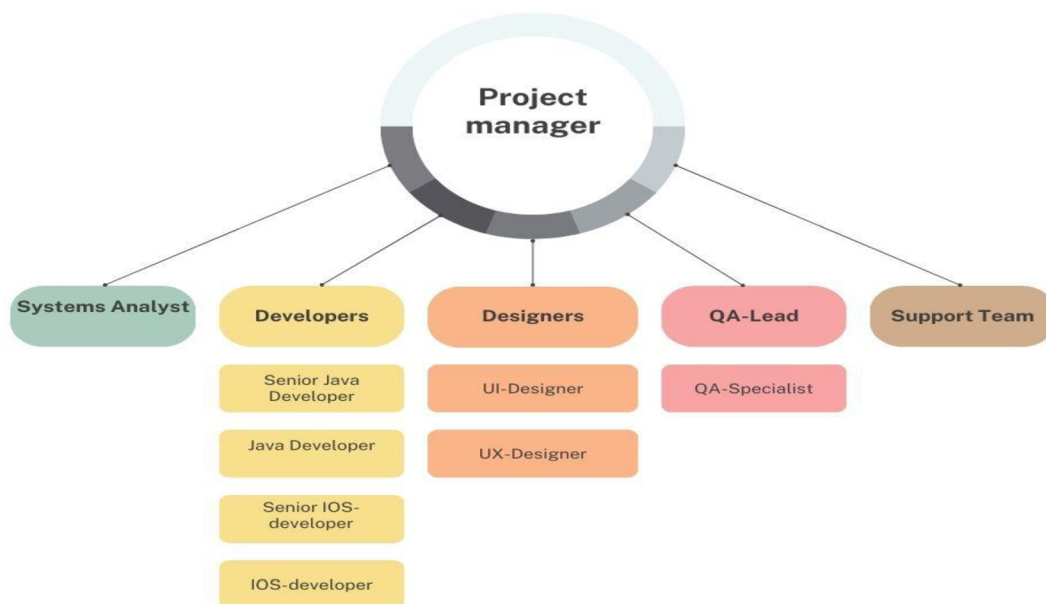 Project
manager
Systems Analyst
Developers
Designers
QA-Lead
Support Team
Senior Java
Developer
UI-Designer
QA-Specialist
Java Developer
UX-Designer
Senior IOS-
developer
IOS-developer